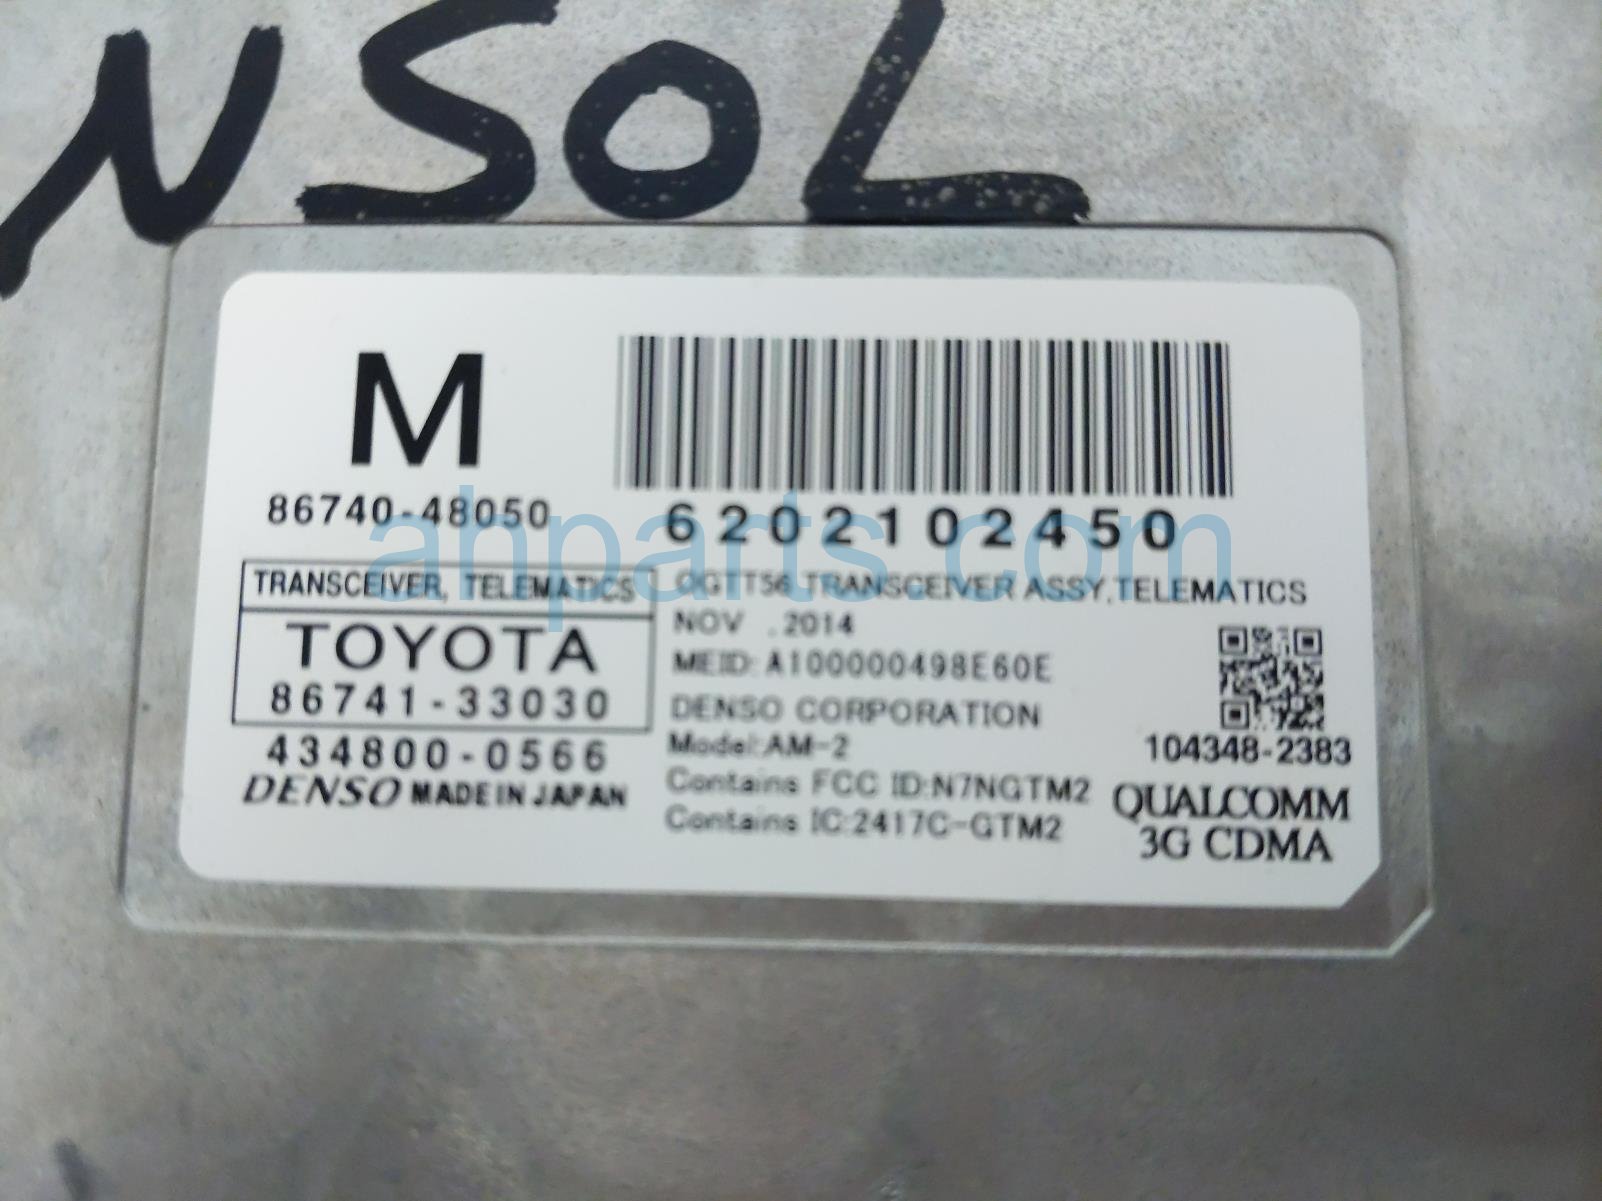 NSOL
M
86740-48050
6202102450
TRANSCEIVER, TELEMATICS
TOYOTA
86741-33030
434800-0566
DENSO MADE IN JAPAN
OGTT56 TRANSCEIVER ASSY,TELEMATICS
NOV .2014
MEID:A100000498E60E
DENSO CORPORATION
Model:AM-2
Contains FCC ID:N7NGTM2
Contains IC:2417C-GTM2
104348-2383
QUALCOMM
3G CDMA
ahparts.com